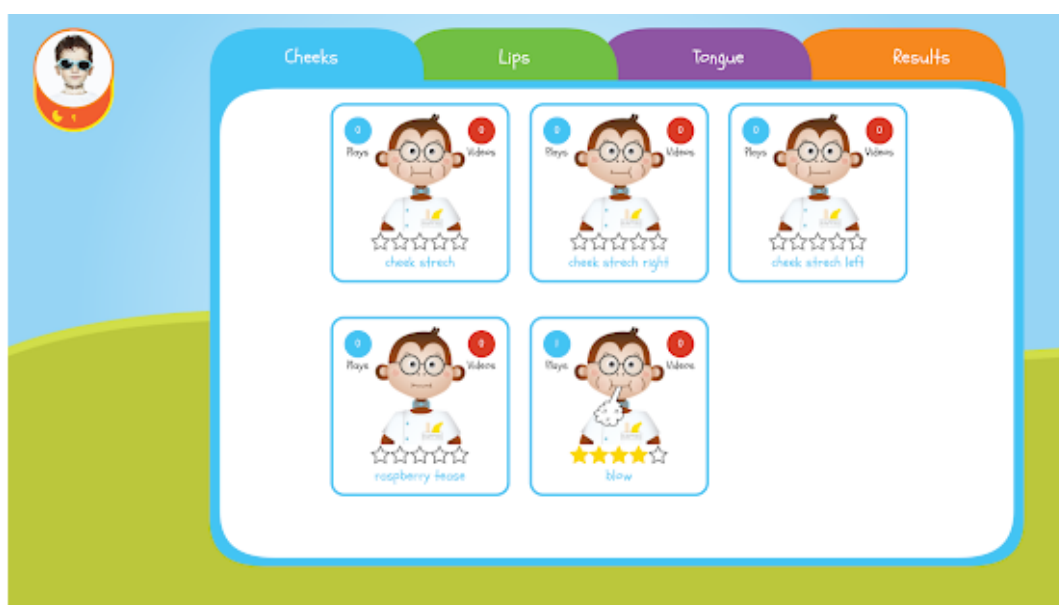 Cheeks
Lips
Tongue
Results
1
0
0
Plays
Videos
cheek strech
0
0
Plays
Videos
cheek strech right
0
0
Plays
Videos
cheek strech left
0
0
Plays
Videos
raspberry tease
1
0
Plays
Videos
blow